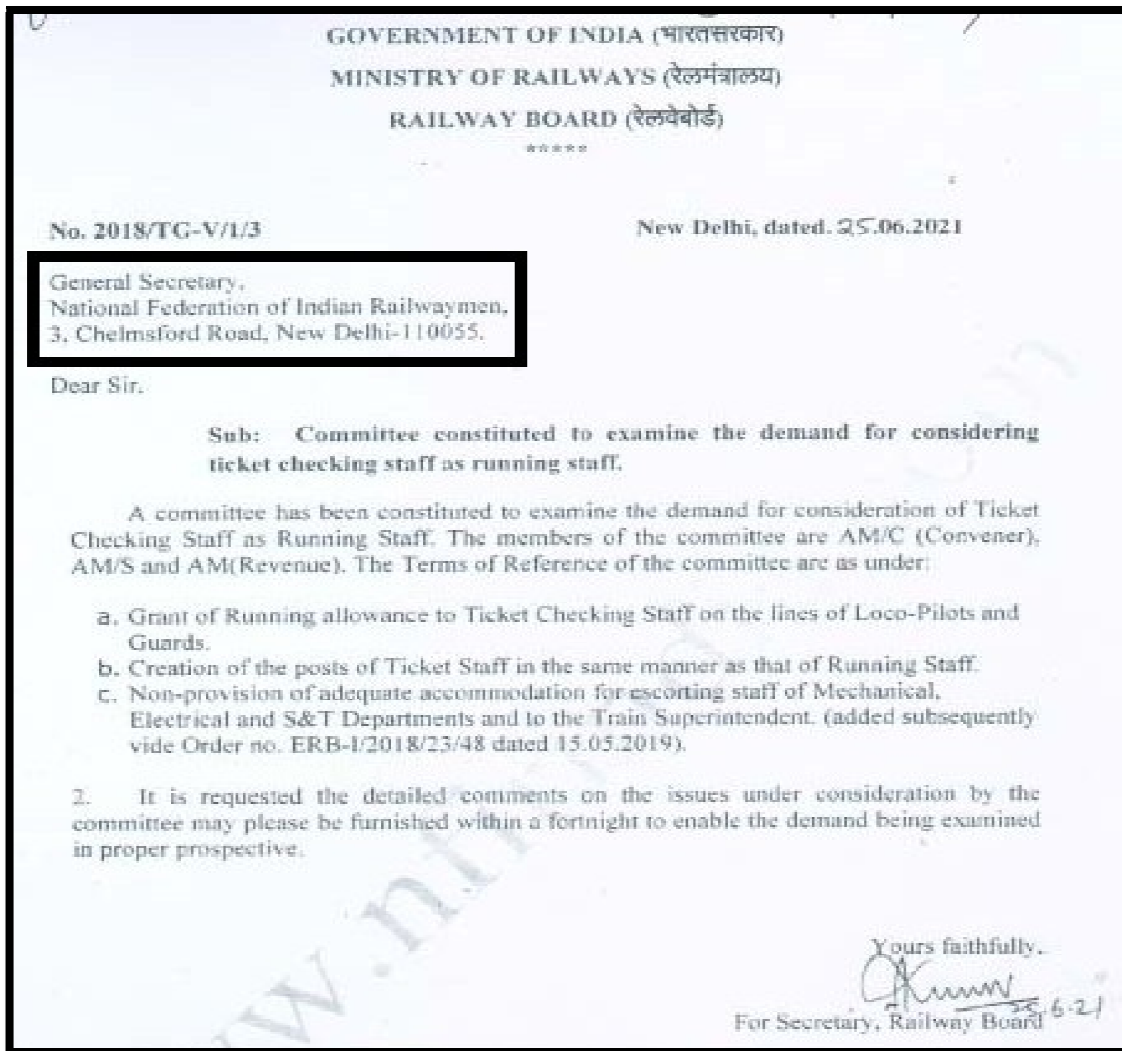 GOVERNMENT OF INDIA (भारतसरकार)
MINISTRY OF RAILWAYS (रेलमंत्रालय)
RAILWAY BOARD (रेलवेबोर्ड)
*****
No. 2018/TG-V/1/3 New Delhi, dated. 25.06.2021
General Secretary,
National Federation of Indian Railwaymen,
3, Chelmsford Road, New Delhi-110055.
Dear Sir,
Sub: Committee constituted to examine the demand for considering
ticket checking staff as running staff.
A committee has been constituted to examine the demand for consideration of Ticket
Checking Staff as Running Staff. The members of the committee are AM/C (Convener),
AM/S and AM(Revenue). The Terms of Reference of the committee are as under:
a. Grant of Running allowance to Ticket Checking Staff on the lines of Loco-Pilots and
Guards.
b. Creation of the posts of Ticket Staff in the same manner as that of Running Staff.
c. Non-provision of adequate accommodation for escorting staff of Mechanical,
Electrical and S&T Departments and to the Train Superintendent. (added subsequently
vide Order no. ERB-I/2018/23/48 dated 15.05.2019).
2. It is requested the detailed comments on the issues under consideration by the
committee may please be furnished within a fortnight to enable the demand being examined
in proper prospective.
Yours faithfully,
25.6.21
For Secretary, Railway Board